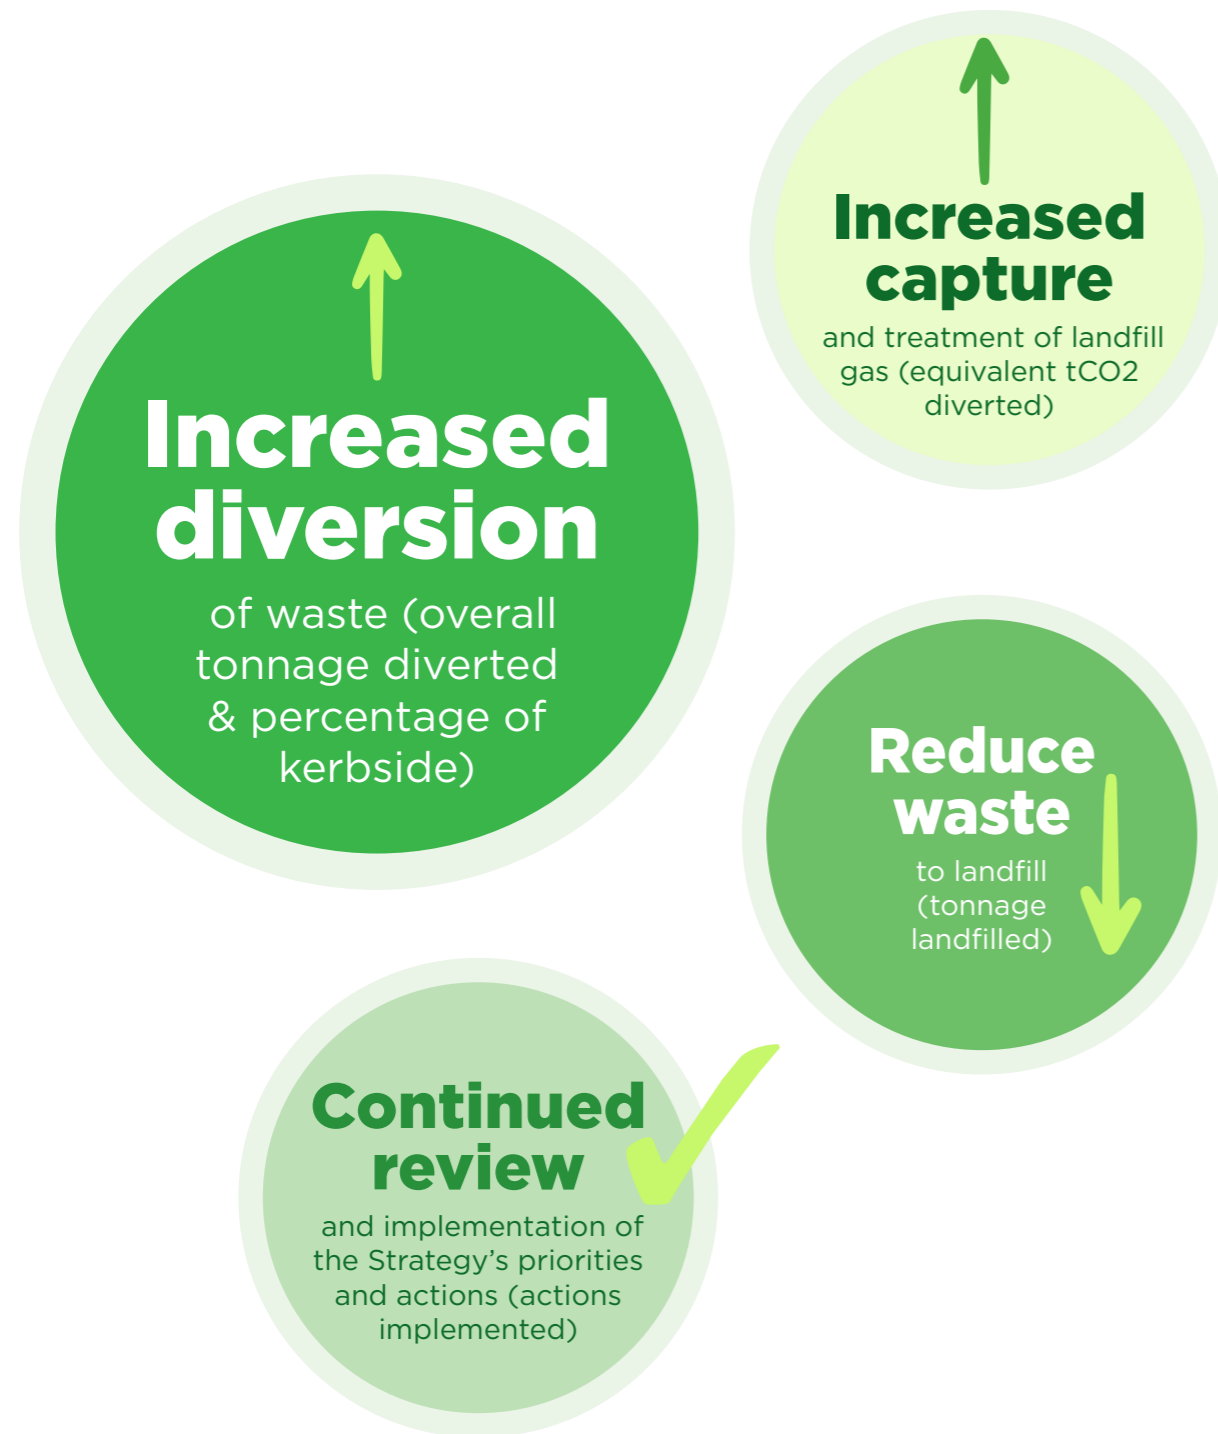 Increased
diversion
of waste (overall
tonnage diverted
& percentage of
kerbside)
Increased
capture
and treatment of landfill
gas (equivalent tCO2
diverted)
Reduce
waste
to landfill
(tonnage
landfilled)
Continued
review
and implementation of
the Strategy’s priorities
and actions (actions
implemented)